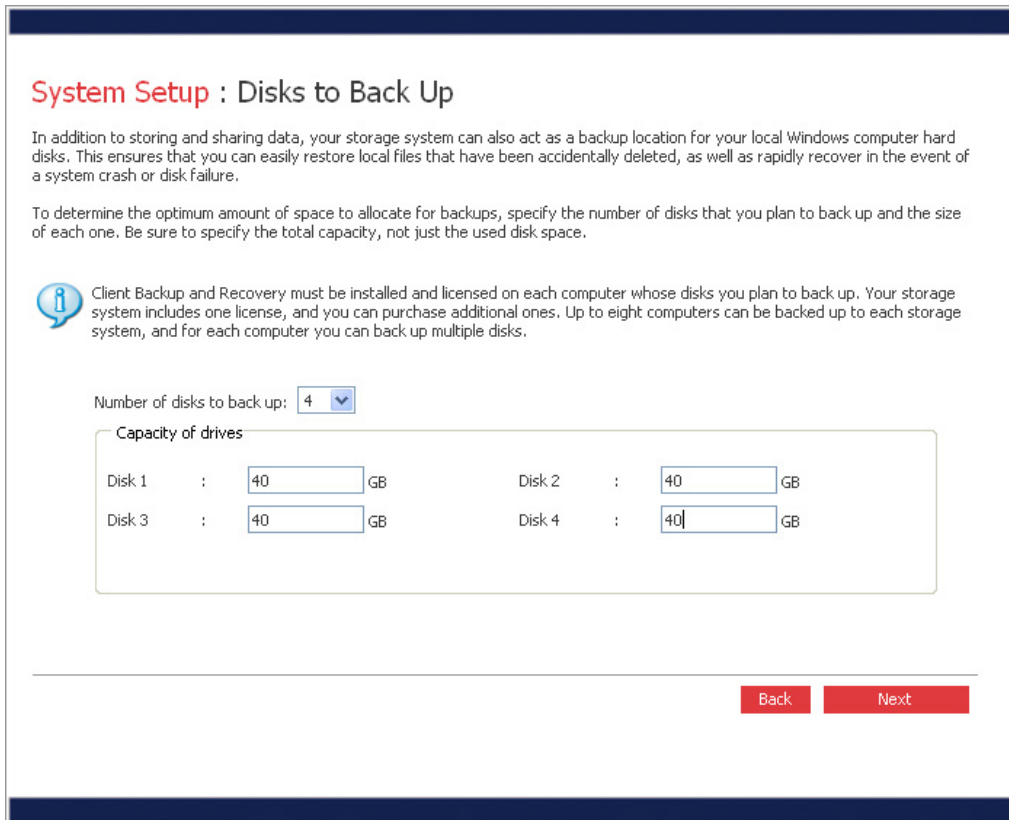 System Setup : Disks to Back Up
In addition to storing and sharing data, your storage system can also act as a backup location for your local Windows computer hard
disks. This ensures that you can easily restore local files that have been accidentally deleted, as well as rapidly recover in the event of
a system crash or disk failure.
To determine the optimum amount of space to allocate for backups, specify the number of disks that you plan to back up and the size
of each one. Be sure to specify the total capacity, not just the used disk space.
Client Backup and Recovery must be installed and licensed on each computer whose disks you plan to back up. Your storage
system includes one license, and you can purchase additional ones. Up to eight computers can be backed up to each storage
system, and for each computer you can back up multiple disks.
Number of disks to back up: 4
Capacity of drives
Disk 1 : 40 GB Disk 2 : 40 GB
Disk 3 : 40 GB Disk 4 : 40 GB
Back Next